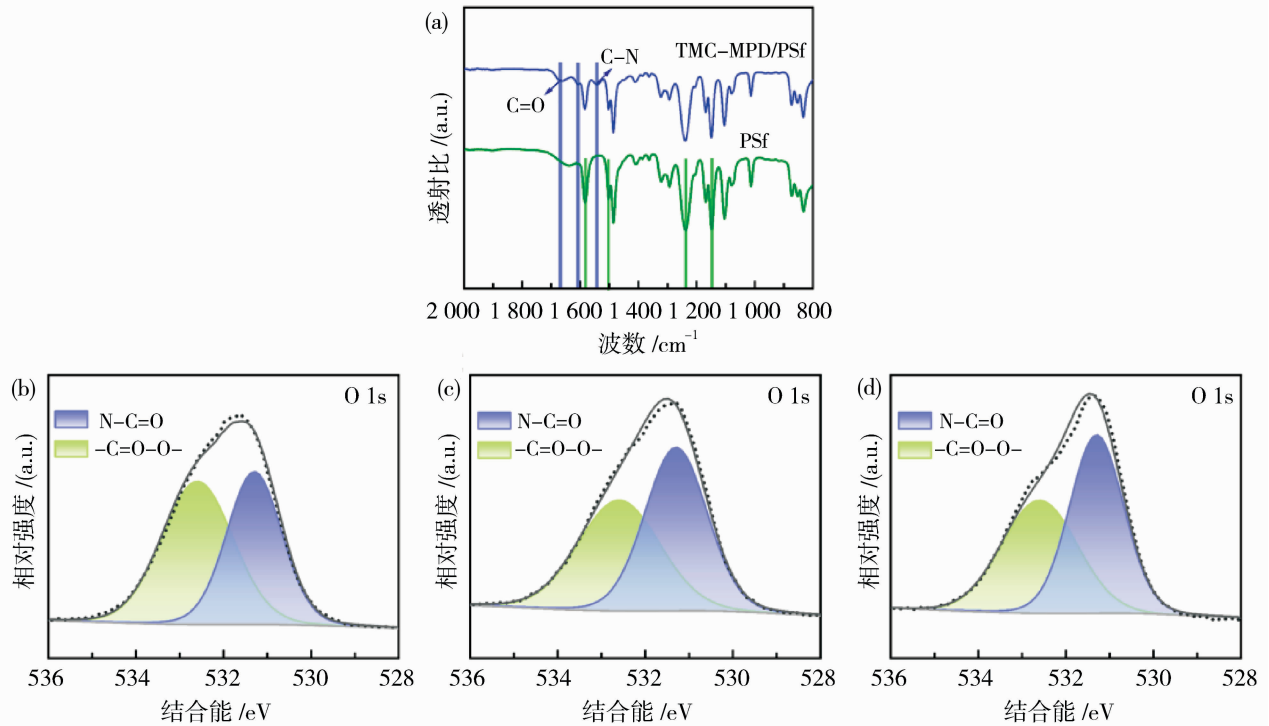 (a)
TMC-MPD/PSf
C-N
C=O
PSf
透射比 /(a.u.)
2 000 1 800 1 600 1 400 1 200 1 000 800
波数 /cm⁻¹
(b)
O 1s
N-C=O
-C=O-O-
相对强度 /(a.u.)
536 534 532 530 528
结合能 /eV
(c)
O 1s
N-C=O
-C=O-O-
相对强度 /(a.u.)
536 534 532 530 528
结合能 /eV
(d)
O 1s
N-C=O
-C=O-O-
相对强度 /(a.u.)
536 534 532 530 528
结合能 /eV